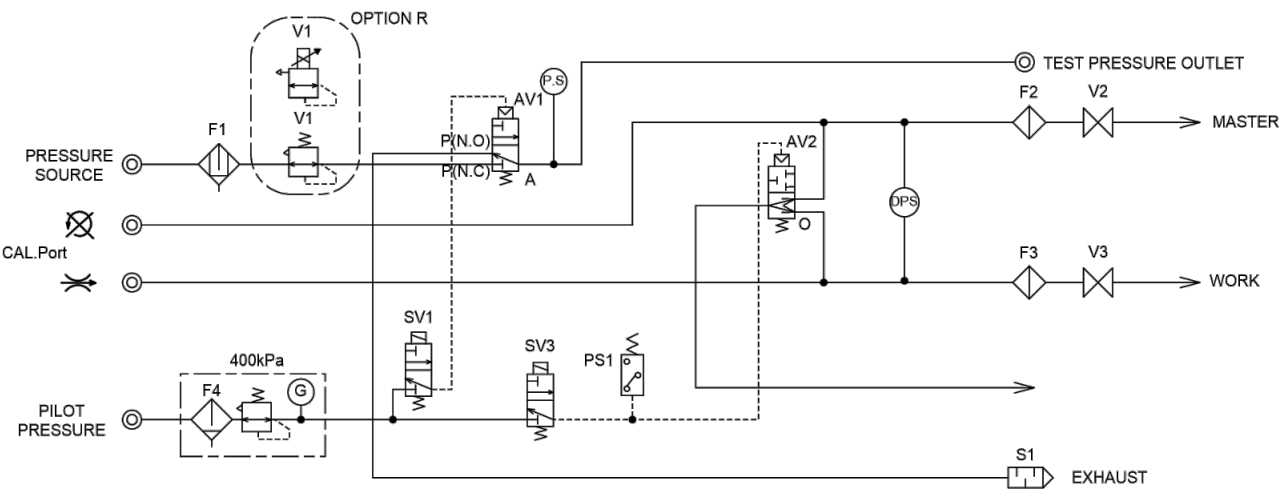 OPTION R
V1
V1
F1
PRESSURE
SOURCE
P(N.O)
P(N.C)
AV1
A
P.S
TEST PRESSURE OUTLET
F2
V2
MASTER
AV2
O
DPS
CAL.Port
F3
V3
WORK
SV1
SV3
PS1
400kPa
F4
G
PILOT
PRESSURE
S1
EXHAUST